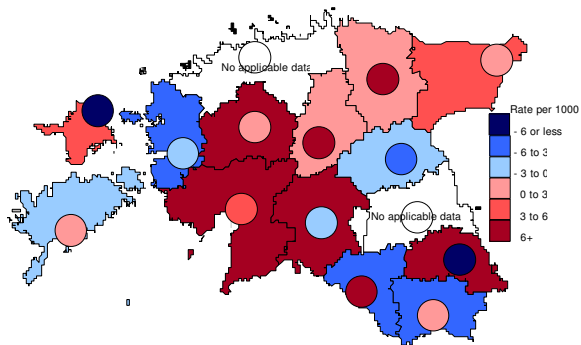 No applicable data
Rate per 1000
- 6 or less
- 6 to 3
- 3 to 0
0 to 3
3 to 6
6+
No applicable data